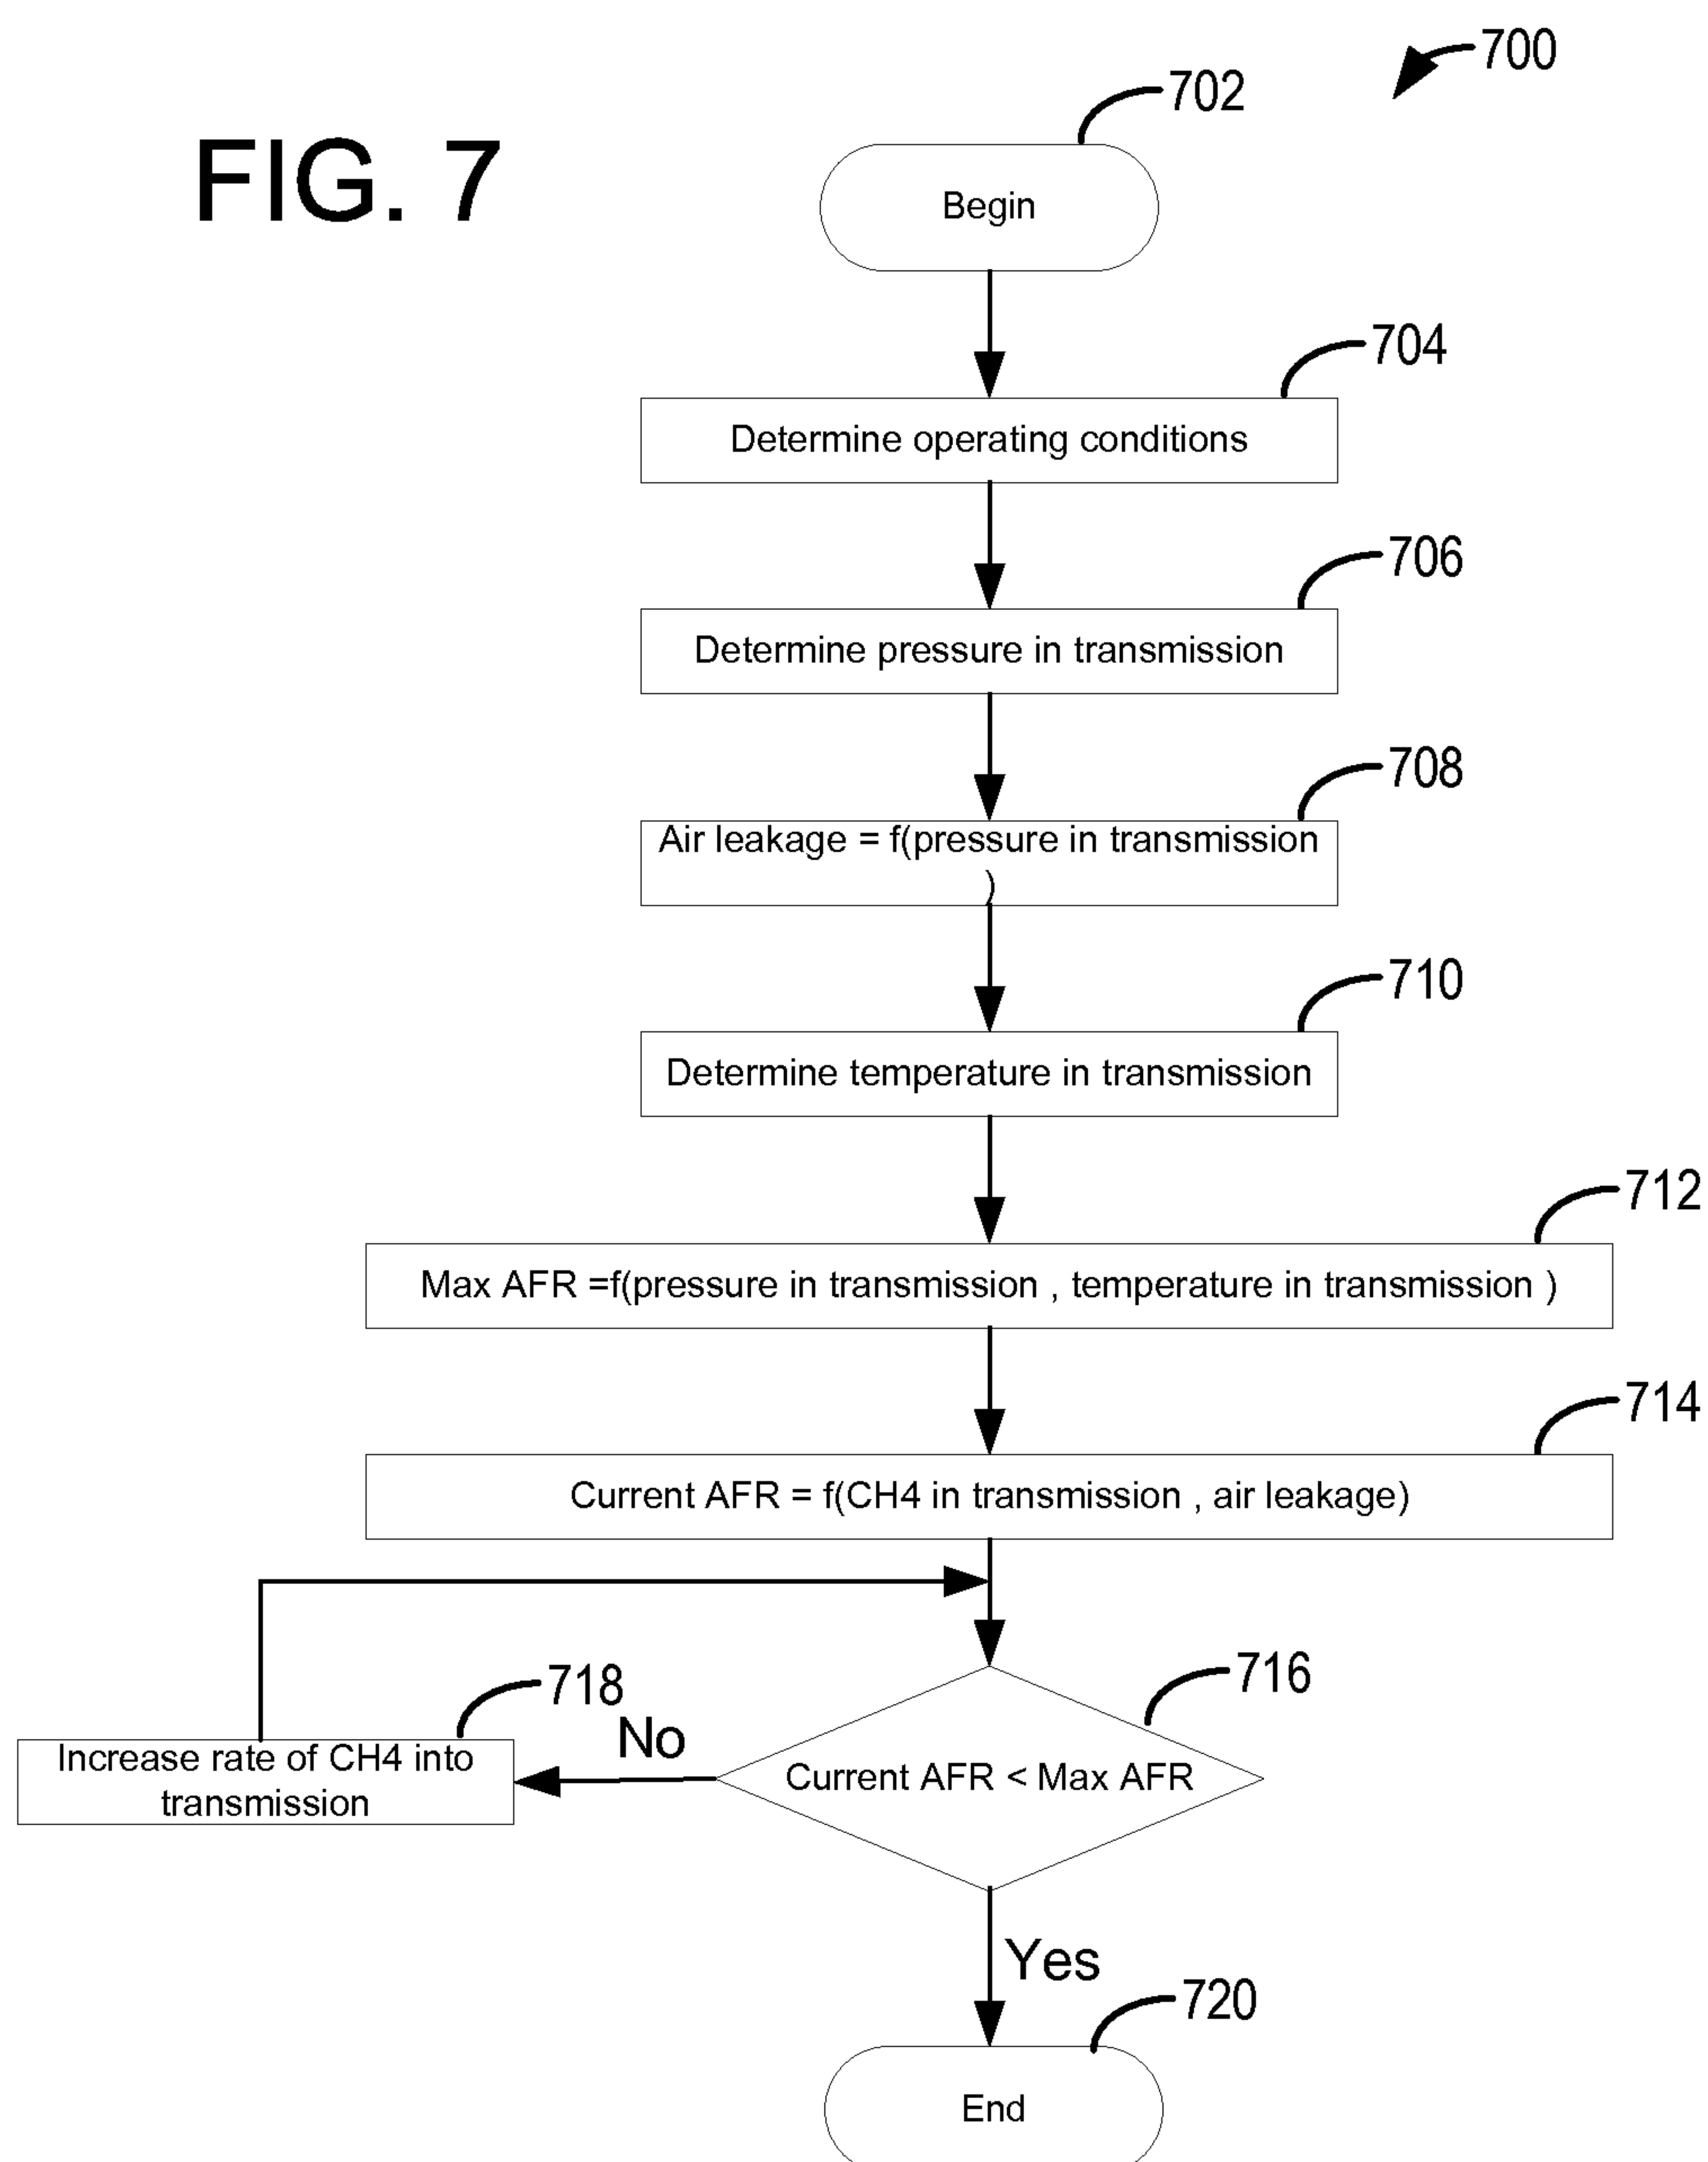 700
702
FIG. 7
Begin
704
Determine operating conditions
706
Determine pressure in transmission
708
Air leakage = f(pressure in transmission
)
710
Determine temperature in transmission
712
Max AFR =f(pressure in transmission , temperature in transmission )
714
Current AFR = f(CH4 in transmission , air leakage)
716
718
No
Increase rate of CH4 into
transmission
Current AFR < Max AFR
Yes
720
End